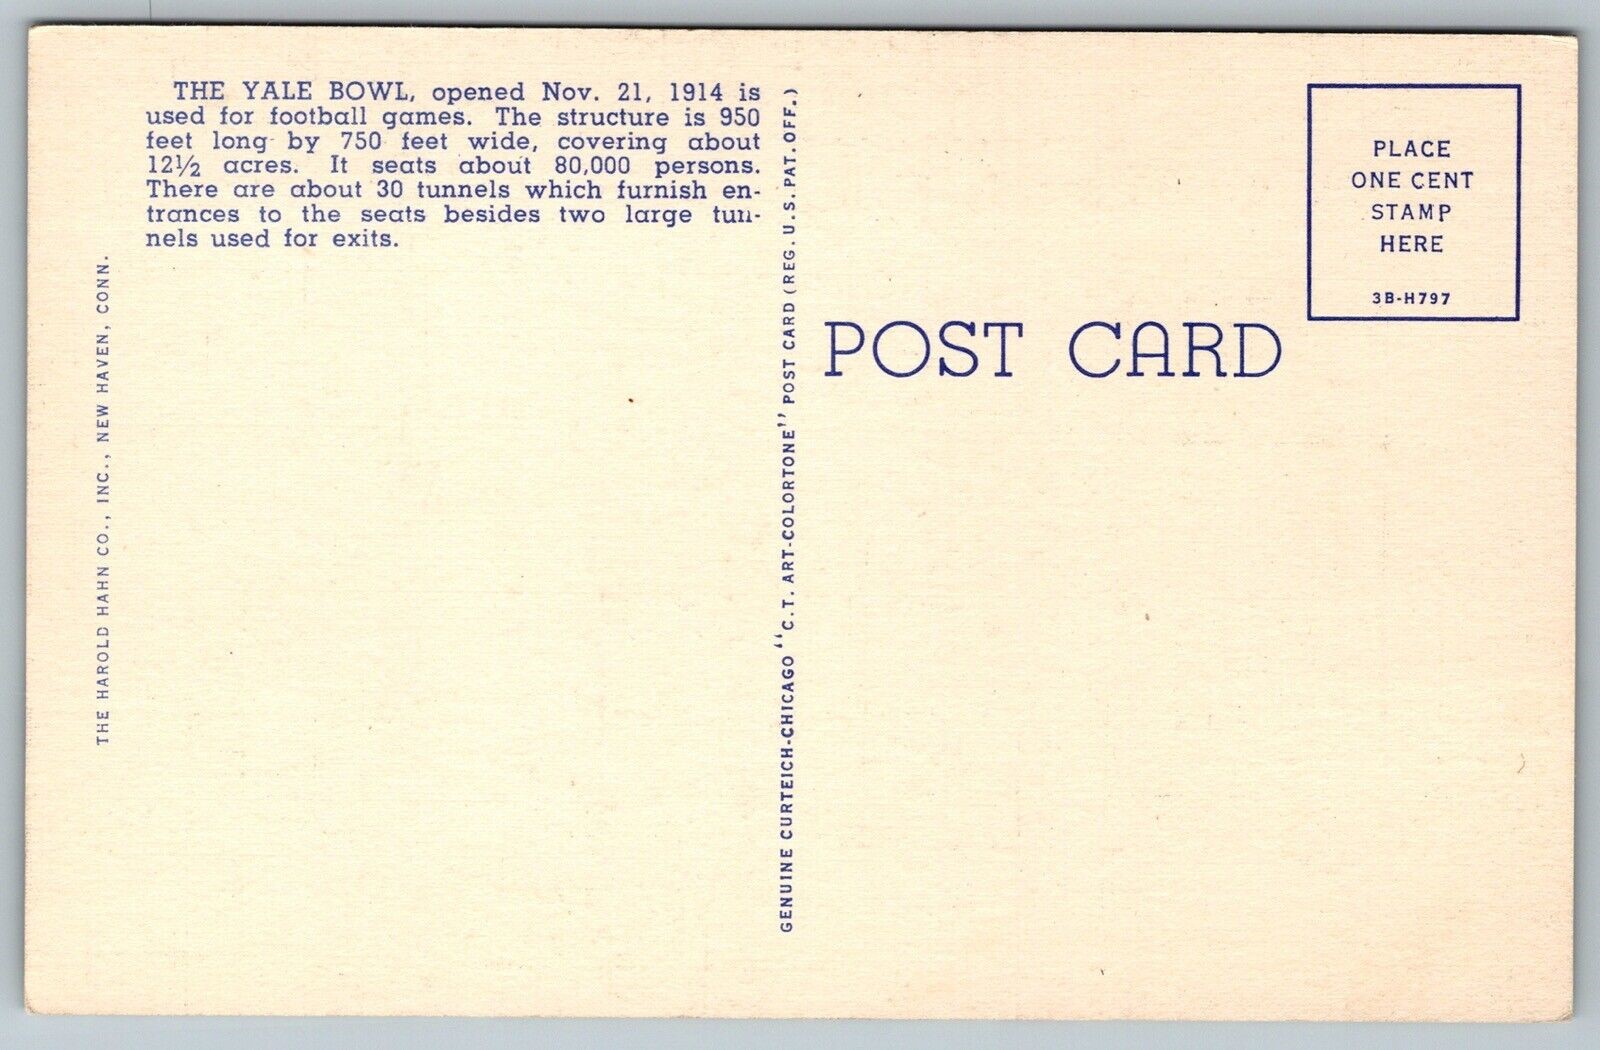 THE YALE BOWL, opened Nov. 21, 1914 is
used for football games. The structure is 950
feet long by 750 feet wide, covering about
12½ acres. It seats about 80,000 persons.
There are about 30 tunnels which furnish en-
trances to the seats besides two large tun-
nels used for exits.
THE HAROLD HAHN CO., INC., NEW HAVEN, CONN.
GENUINE CURTEICH-CHICAGO "C.T. ART-COLORTONE" POST CARD (REG. U.S. PAT. OFF.)
POST CARD
PLACE
ONE CENT
STAMP
HERE
3B-H797